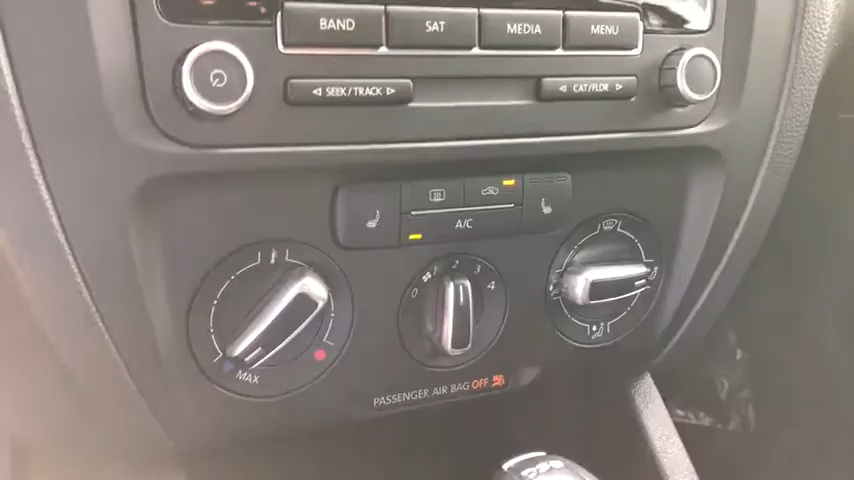 BAND SAT MEDIA MENU
SEEK/TRACK CAT/FLDR
A/C
0 1 2 3 4
MAX
PASSENGER AIR BAG OFF